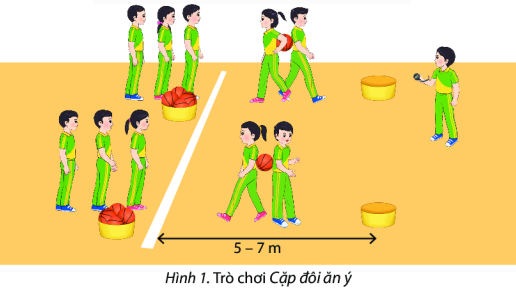 5 – 7 m
Hình 1. Trò chơi Cặp đôi ăn ý